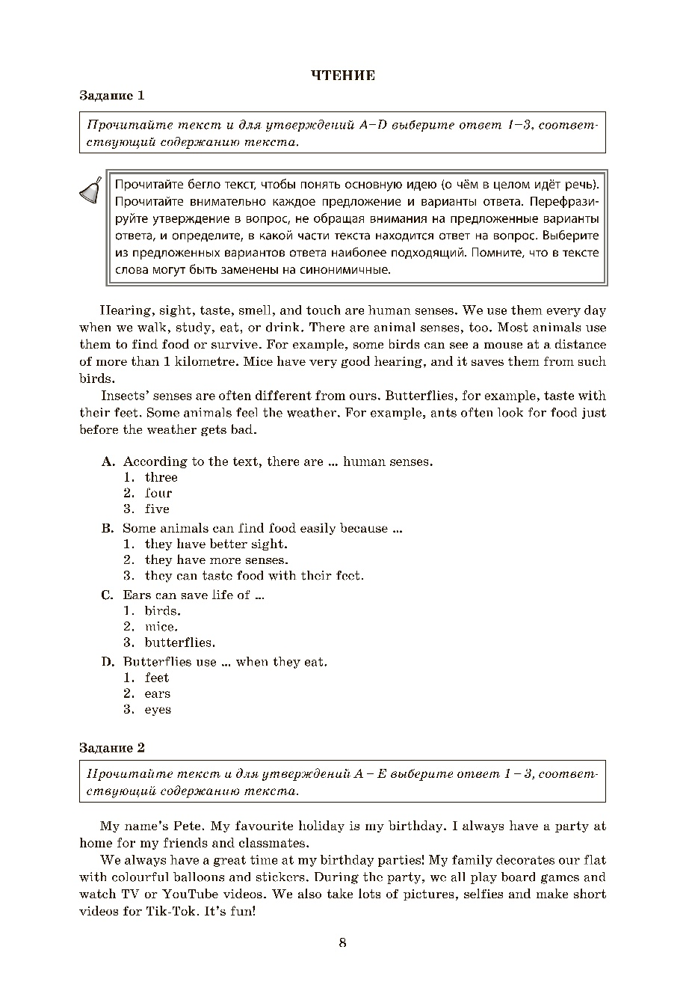 ЧТЕНИЕ
Задание 1
Прочитайте текст и для утверждений A–D выберите ответ 1–3, соответ-
ствующий содержанию текста.
Прочитайте бегло текст, чтобы понять основную идею (о чём в целом идёт речь).
Прочитайте внимательно каждое предложение и варианты ответа. Перефрази-
руйте утверждение в вопрос, не обращая внимания на предложенные варианты
ответа, и определите, в какой части текста находится ответ на вопрос. Выберите
из предложенных вариантов ответа наиболее подходящий. Помните, что в тексте
слова могут быть заменены на синонимичные.
Hearing, sight, taste, smell, and touch are human senses. We use them every day
when we walk, study, eat, or drink. There are animal senses, too. Most animals use
them to find food or survive. For example, some birds can see a mouse at a distance
of more than 1 kilometre. Mice have very good hearing, and it saves them from such
birds.
Insects' senses are often different from ours. Butterflies, for example, taste with
their feet. Some animals feel the weather. For example, ants often look for food just
before the weather gets bad.
A. According to the text, there are ... human senses.
1. three
2. four
3. five
B. Some animals can find food easily because ...
1. they have better sight.
2. they have more senses.
3. they can taste food with their feet.
C. Ears can save life of ...
1. birds.
2. mice.
3. butterflies.
D. Butterflies use ... when they eat.
1. feet
2. ears
3. eyes
Задание 2
Прочитайте текст и для утверждений A – E выберите ответ 1 – 3, соответ-
ствующий содержанию текста.
My name's Pete. My favourite holiday is my birthday. I always have a party at
home for my friends and classmates.
We always have a great time at my birthday parties! My family decorates our flat
with colourful balloons and stickers. During the party, we all play board games and
watch TV or YouTube videos. We also take lots of pictures, selfies and make short
videos for Tik-Tok. It's fun!
8